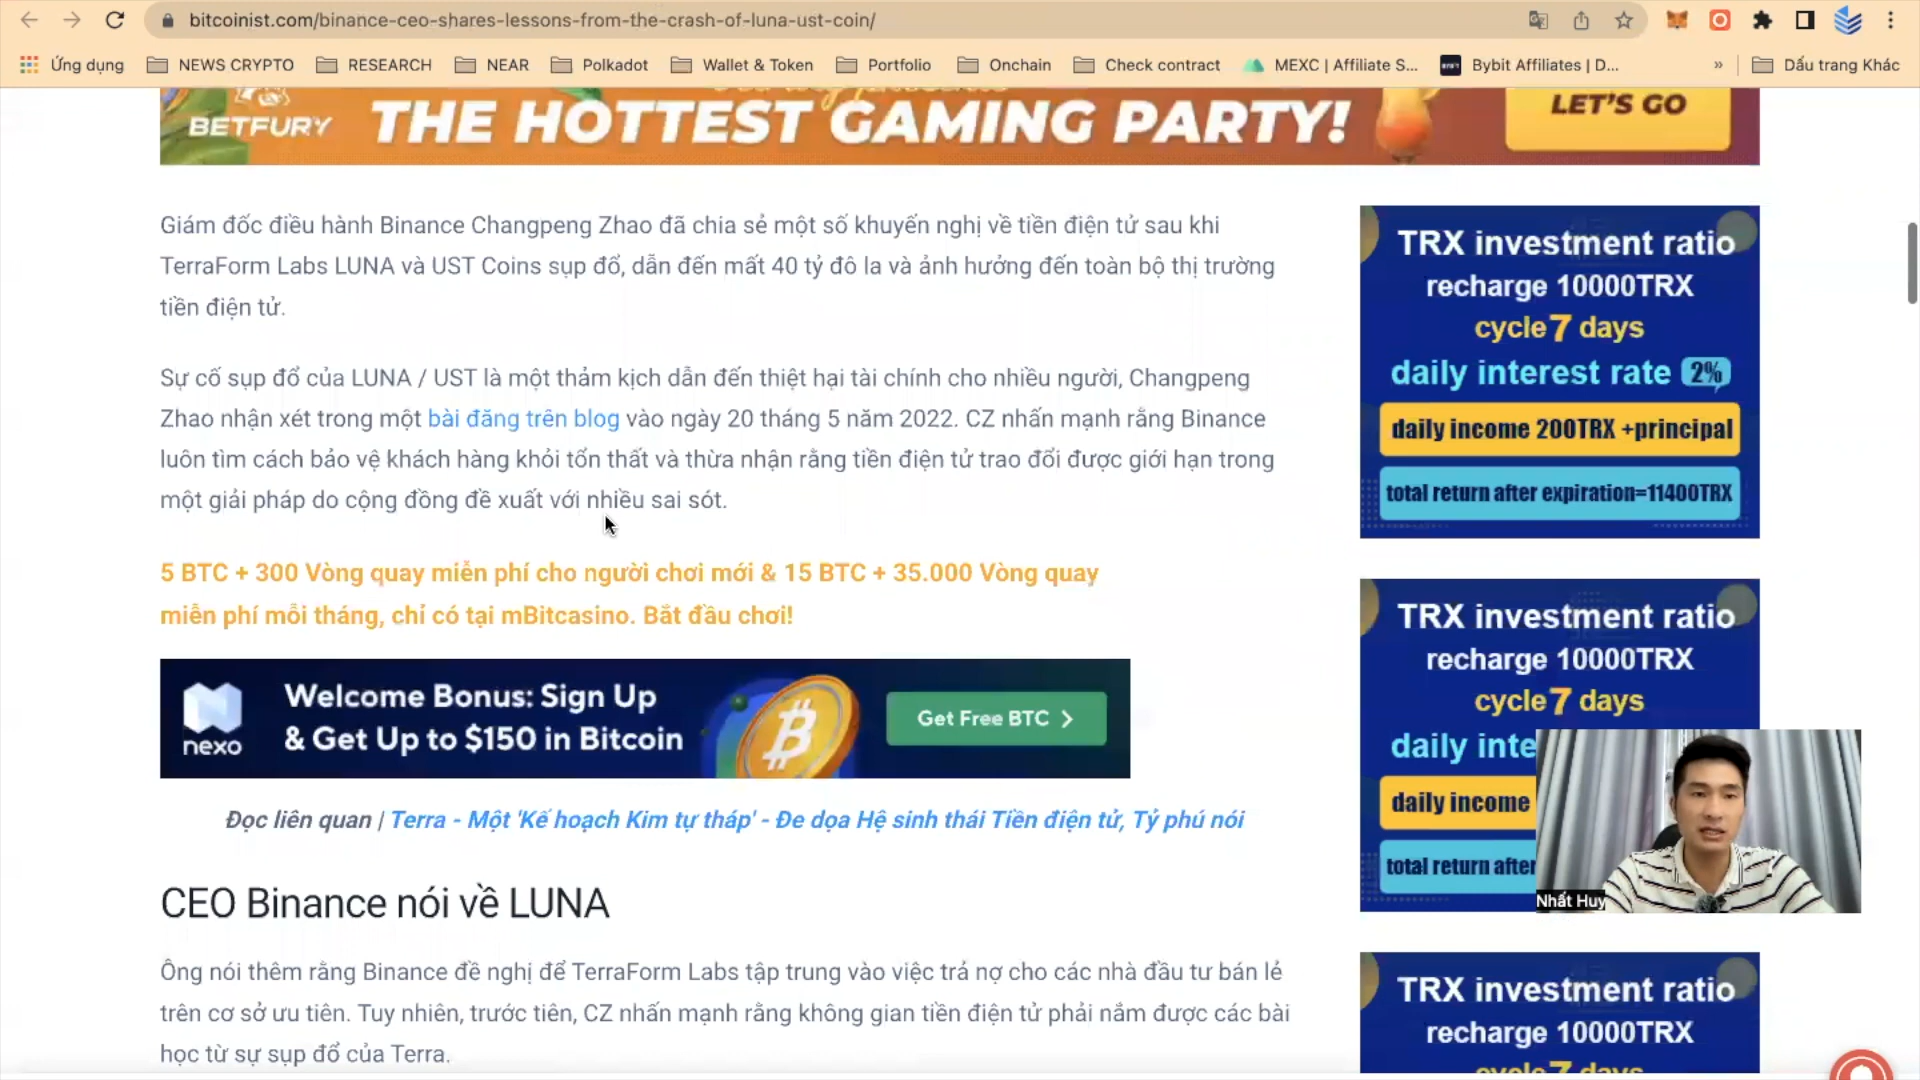 bitcoinist.com/binance-ceo-shares-lessons-from-the-crash-of-luna-ust-coin/
Ứng dụng NEWS CRYPTO RESEARCH NEAR Polkadot Wallet & Token Portfolio Onchain Check contract MEXC | Affiliate S... Bybit Affiliates | D... » Dấu trang Khác
BETFURY THE HOTTEST GAMING PARTY! LET'S GO
Giám đốc điều hành Binance Changpeng Zhao đã chia sẻ một số khuyến nghị về tiền điện tử sau khi
TerraForm Labs LUNA và UST Coins sụp đổ, dẫn đến mất 40 tỷ đô la và ảnh hưởng đến toàn bộ thị trường
tiền điện tử.
Sự cố sụp đổ của LUNA / UST là một thảm kịch dẫn đến thiệt hại tài chính cho nhiều người, Changpeng
Zhao nhận xét trong một bài đăng trên blog vào ngày 20 tháng 5 năm 2022. CZ nhấn mạnh rằng Binance
luôn tìm cách bảo vệ khách hàng khỏi tổn thất và thừa nhận rằng tiền điện tử trao đổi được giới hạn trong
một giải pháp do cộng đồng đề xuất với nhiều sai sót.
5 BTC + 300 Vòng quay miễn phí cho người chơi mới & 15 BTC + 35.000 Vòng quay
miễn phí mỗi tháng, chỉ có tại mBitcasino. Bắt đầu chơi!
nexo
Welcome Bonus: Sign Up
& Get Up to $150 in Bitcoin
Get Free BTC
Đọc liên quan | Terra - Một 'Kế hoạch Kim tự tháp' - Đe dọa Hệ sinh thái Tiền điện tử, Tỷ phú nói
CEO Binance nói về LUNA
Ông nói thêm rằng Binance đề nghị để TerraForm Labs tập trung vào việc trả nợ cho các nhà đầu tư bán lẻ
trên cơ sở ưu tiên. Tuy nhiên, trước tiên, CZ nhấn mạnh rằng không gian tiền điện tử phải nắm được các bài
học từ sự sụp đổ của Terra.
TRX investment ratio
recharge 10000TRX
cycle 7 days
daily interest rate 2%
daily income 200TRX +principal
total return after expiration=11400TRX
TRX investment ratio
recharge 10000TRX
cycle 7 days
daily inte
daily income
total return after
Nhất Huy
TRX investment ratio
recharge 10000TRX
cycle 7 days